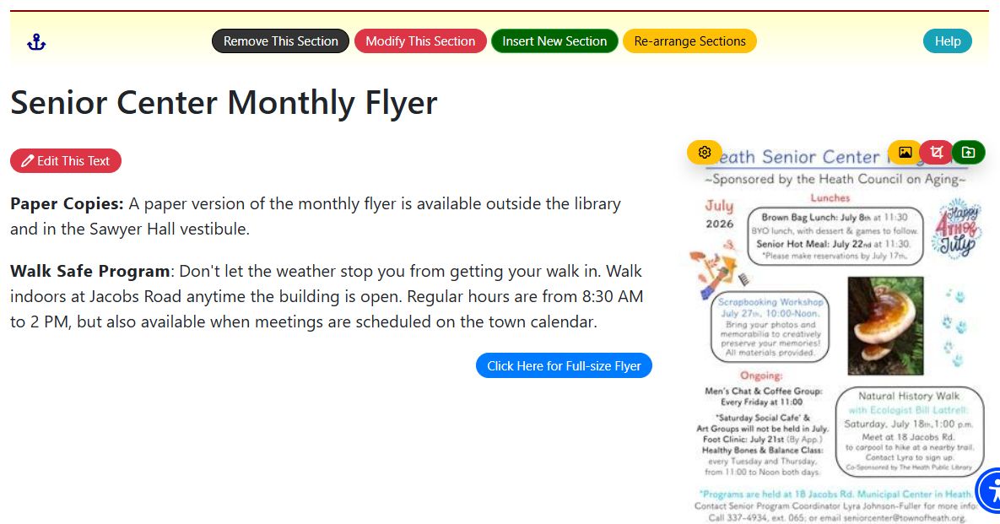 Remove This Section
Modify This Section
Insert New Section
Re-arrange Sections
Help
Senior Center Monthly Flyer
Edit This Text
Paper Copies: A paper version of the monthly flyer is available outside the library
and in the Sawyer Hall vestibule.
Walk Safe Program: Don't let the weather stop you from getting your walk in. Walk
indoors at Jacobs Road anytime the building is open. Regular hours are from 8:30 AM
to 2 PM, but also available when meetings are scheduled on the town calendar.
Click Here for Full-size Flyer
eath Senior Center
~Sponsored by the Heath Council on Aging~
July
2026
Lunches
Brown Bag Lunch: July 8th at 11:30
BYO lunch, with dessert & games to follow.
Senior Hot Meal: July 22nd at 11:30.
*Please make reservations by July 17th.
Happy
4TH of
July
Scrapbooking Workshop
July 27th, 10:00-Noon.
Bring your photos and
memorabilia to creatively
preserve your memories!
All materials provided.
Ongoing:
Men's Chat & Coffee Group:
Every Friday at 11:00
"Saturday Social Cafe' &
Art Groups will not be held in July.
Foot Clinic: July 21st (By App.)
Healthy Bones & Balance Class:
every Tuesday and Thursday,
from 11:00 to Noon both days.
Natural History Walk
with Ecologist Bill Lattrell:
Saturday, July 18th, 1:00 p.m.
Meet at 18 Jacobs Rd.
to carpool to hike at a nearby trail.
Contact Lyra to sign up.
Co-Sponsored by The Heath Public Library
*Programs are held at 18 Jacobs Rd. Municipal Center in Heath.
Contact Senior Program Coordinator Lyra Johnson-Fuller for more info:
Call 337-4934, ext. 065; or email seniorcenter@townofheath.org.